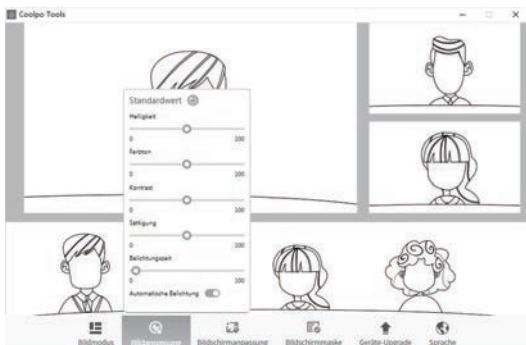 Coolpo Tools
Standardwert
Helligkeit
0 100
Farbton
0 100
Kontrast
0 100
Sättigung
0 100
Belichtungszeit
0 100
Automatische Belichtung
Bildmodus Bildanpassung Bildschirmanpassung Bildschirmmaske Geräte-Upgrade Sprache